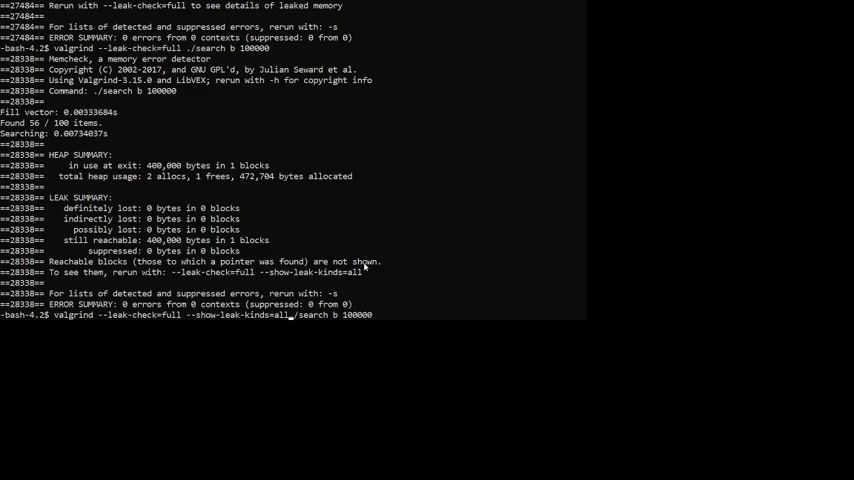 ==27484== Rerun with --leak-check=full to see details of leaked memory
==27484==
==27484== For lists of detected and suppressed errors, rerun with: -s
==27484== ERROR SUMMARY: 0 errors from 0 contexts (suppressed: 0 from 0)
-bash-4.2$ valgrind --leak-check=full ./search b 100000
==28338== Memcheck, a memory error detector
==28338== Copyright (C) 2002-2017, and GNU GPL'd, by Julian Seward et al.
==28338== Using Valgrind-3.15.0 and LibVEX; rerun with -h for copyright info
==28338== Command: ./search b 100000
==28338==
Fill vector: 0.00333684s
Found 56 / 100 items.
Searching: 0.00734037s
==28338==
==28338== HEAP SUMMARY:
==28338==     in use at exit: 400,000 bytes in 1 blocks
==28338==   total heap usage: 2 allocs, 1 frees, 472,704 bytes allocated
==28338==
==28338== LEAK SUMMARY:
==28338==    definitely lost: 0 bytes in 0 blocks
==28338==    indirectly lost: 0 bytes in 0 blocks
==28338==      possibly lost: 0 bytes in 0 blocks
==28338==    still reachable: 400,000 bytes in 1 blocks
==28338==         suppressed: 0 bytes in 0 blocks
==28338== Reachable blocks (those to which a pointer was found) are not shown.
==28338== To see them, rerun with: --leak-check=full --show-leak-kinds=all
==28338==
==28338== For lists of detected and suppressed errors, rerun with: -s
==28338== ERROR SUMMARY: 0 errors from 0 contexts (suppressed: 0 from 0)
-bash-4.2$ valgrind --leak-check=full --show-leak-kinds=all ./search b 100000